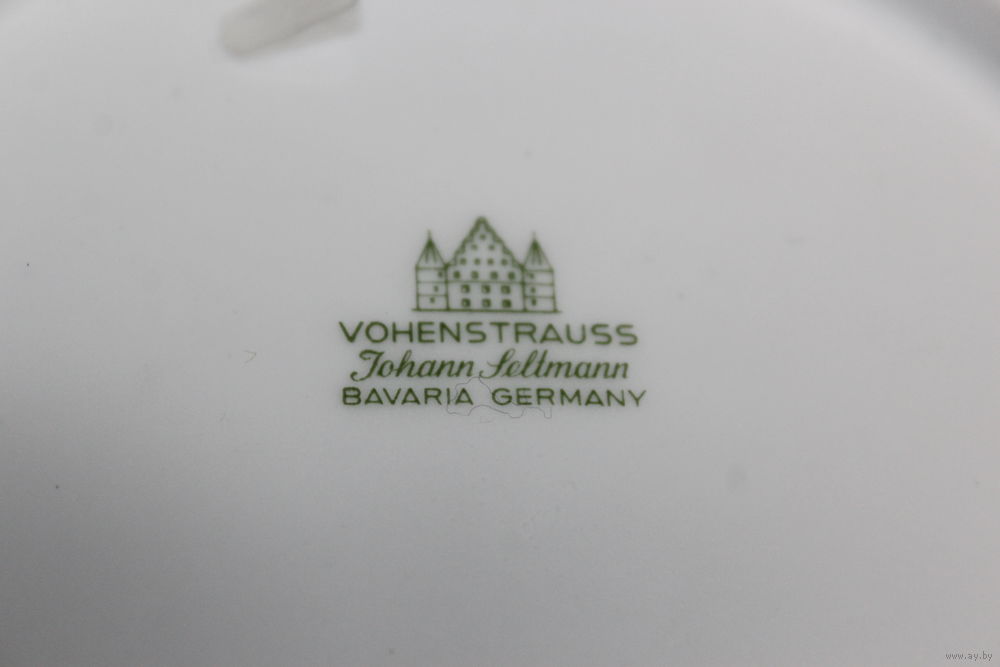 VOHENSTRAUSS
Johann Seltmann
BAVARIA GERMANY
www.ay.by